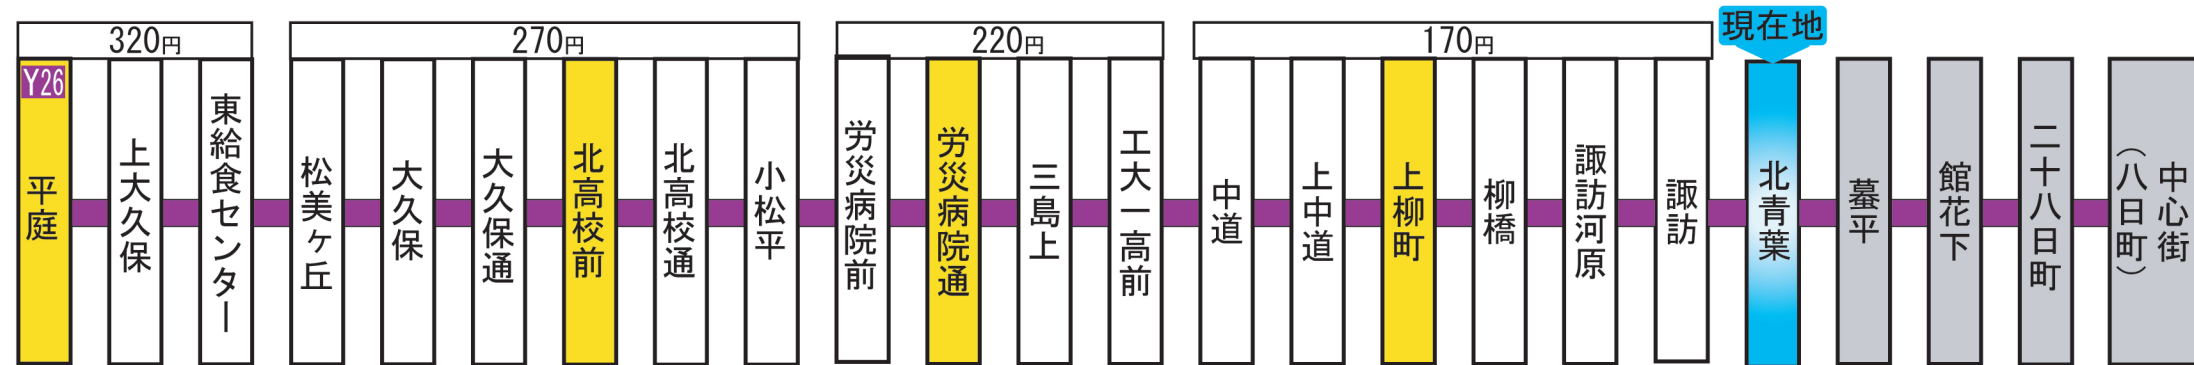 320円
270円
220円
170円
現在地
Y26
平庭
上大久保
東給食センター
松美ヶ丘
大久保
大久保通
北高校前
北高校通
小松平
労災病院前
労災病院通
三島上
工大一高前
中道
上中道
上柳町
柳橋
諏訪河原
諏訪
北青葉
蟇平
館花下
二十八日町
中心街
（八日町）